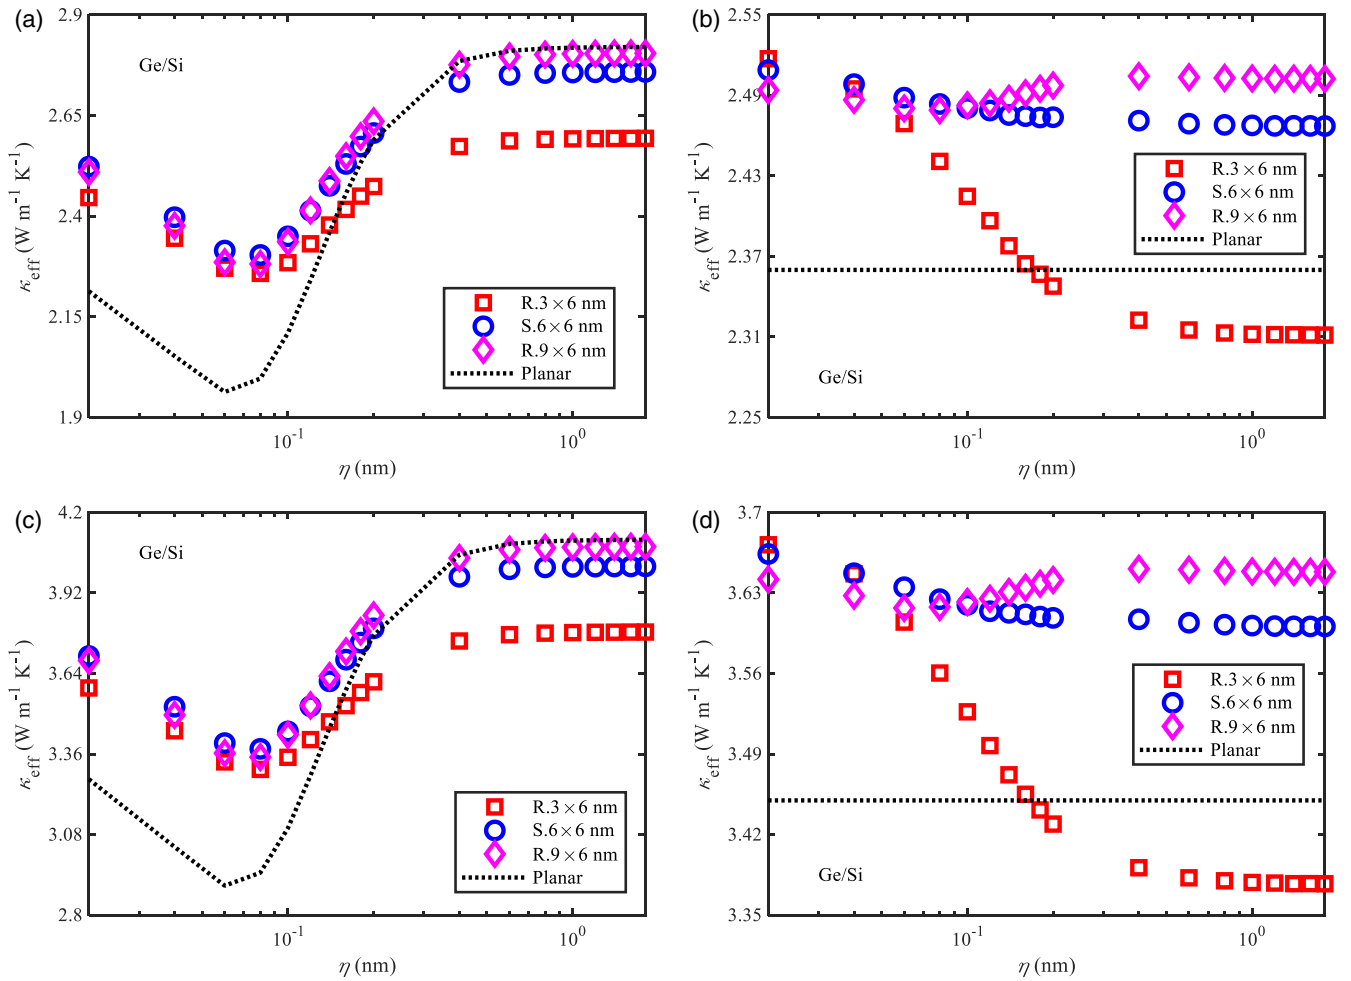 (a)
2.9
2.65
2.4
2.15
1.9
κeff (W m-1 K-1)
Ge/Si
R.3×6 nm
S.6×6 nm
R.9×6 nm
Planar
10-1
100
η (nm)
(b)
2.55
2.49
2.43
2.37
2.31
2.25
κeff (W m-1 K-1)
R.3×6 nm
S.6×6 nm
R.9×6 nm
Planar
Ge/Si
10-1
100
η (nm)
(c)
4.2
3.92
3.64
3.36
3.08
2.8
κeff (W m-1 K-1)
Ge/Si
R.3×6 nm
S.6×6 nm
R.9×6 nm
Planar
10-1
100
η (nm)
(d)
3.7
3.63
3.56
3.49
3.42
3.35
κeff (W m-1 K-1)
R.3×6 nm
S.6×6 nm
R.9×6 nm
Planar
Ge/Si
10-1
100
η (nm)